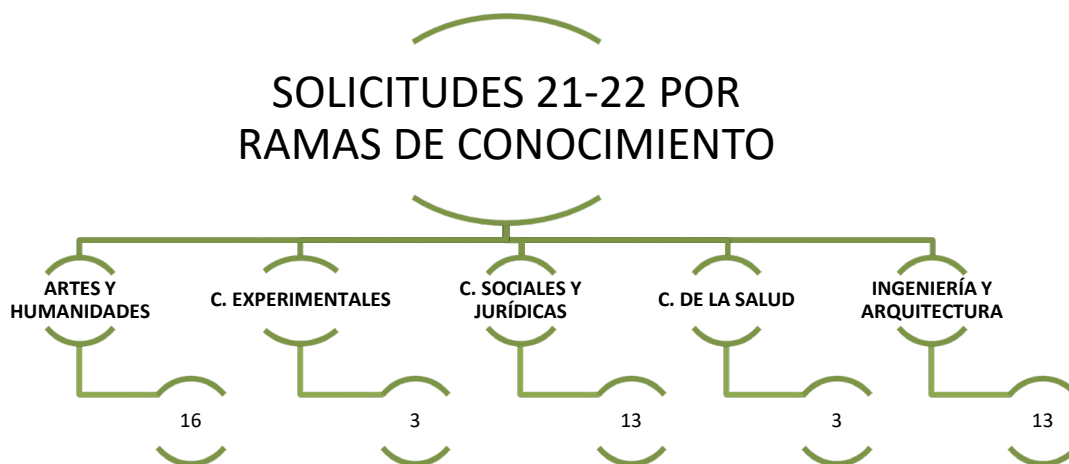 SOLICITUDES 21-22 POR
RAMAS DE CONOCIMIENTO
ARTES Y
HUMANIDADES
C. EXPERIMENTALES
C. SOCIALES Y
JURÍDICAS
C. DE LA SALUD
INGENIERÍA Y
ARQUITECTURA
16
3
13
3
13